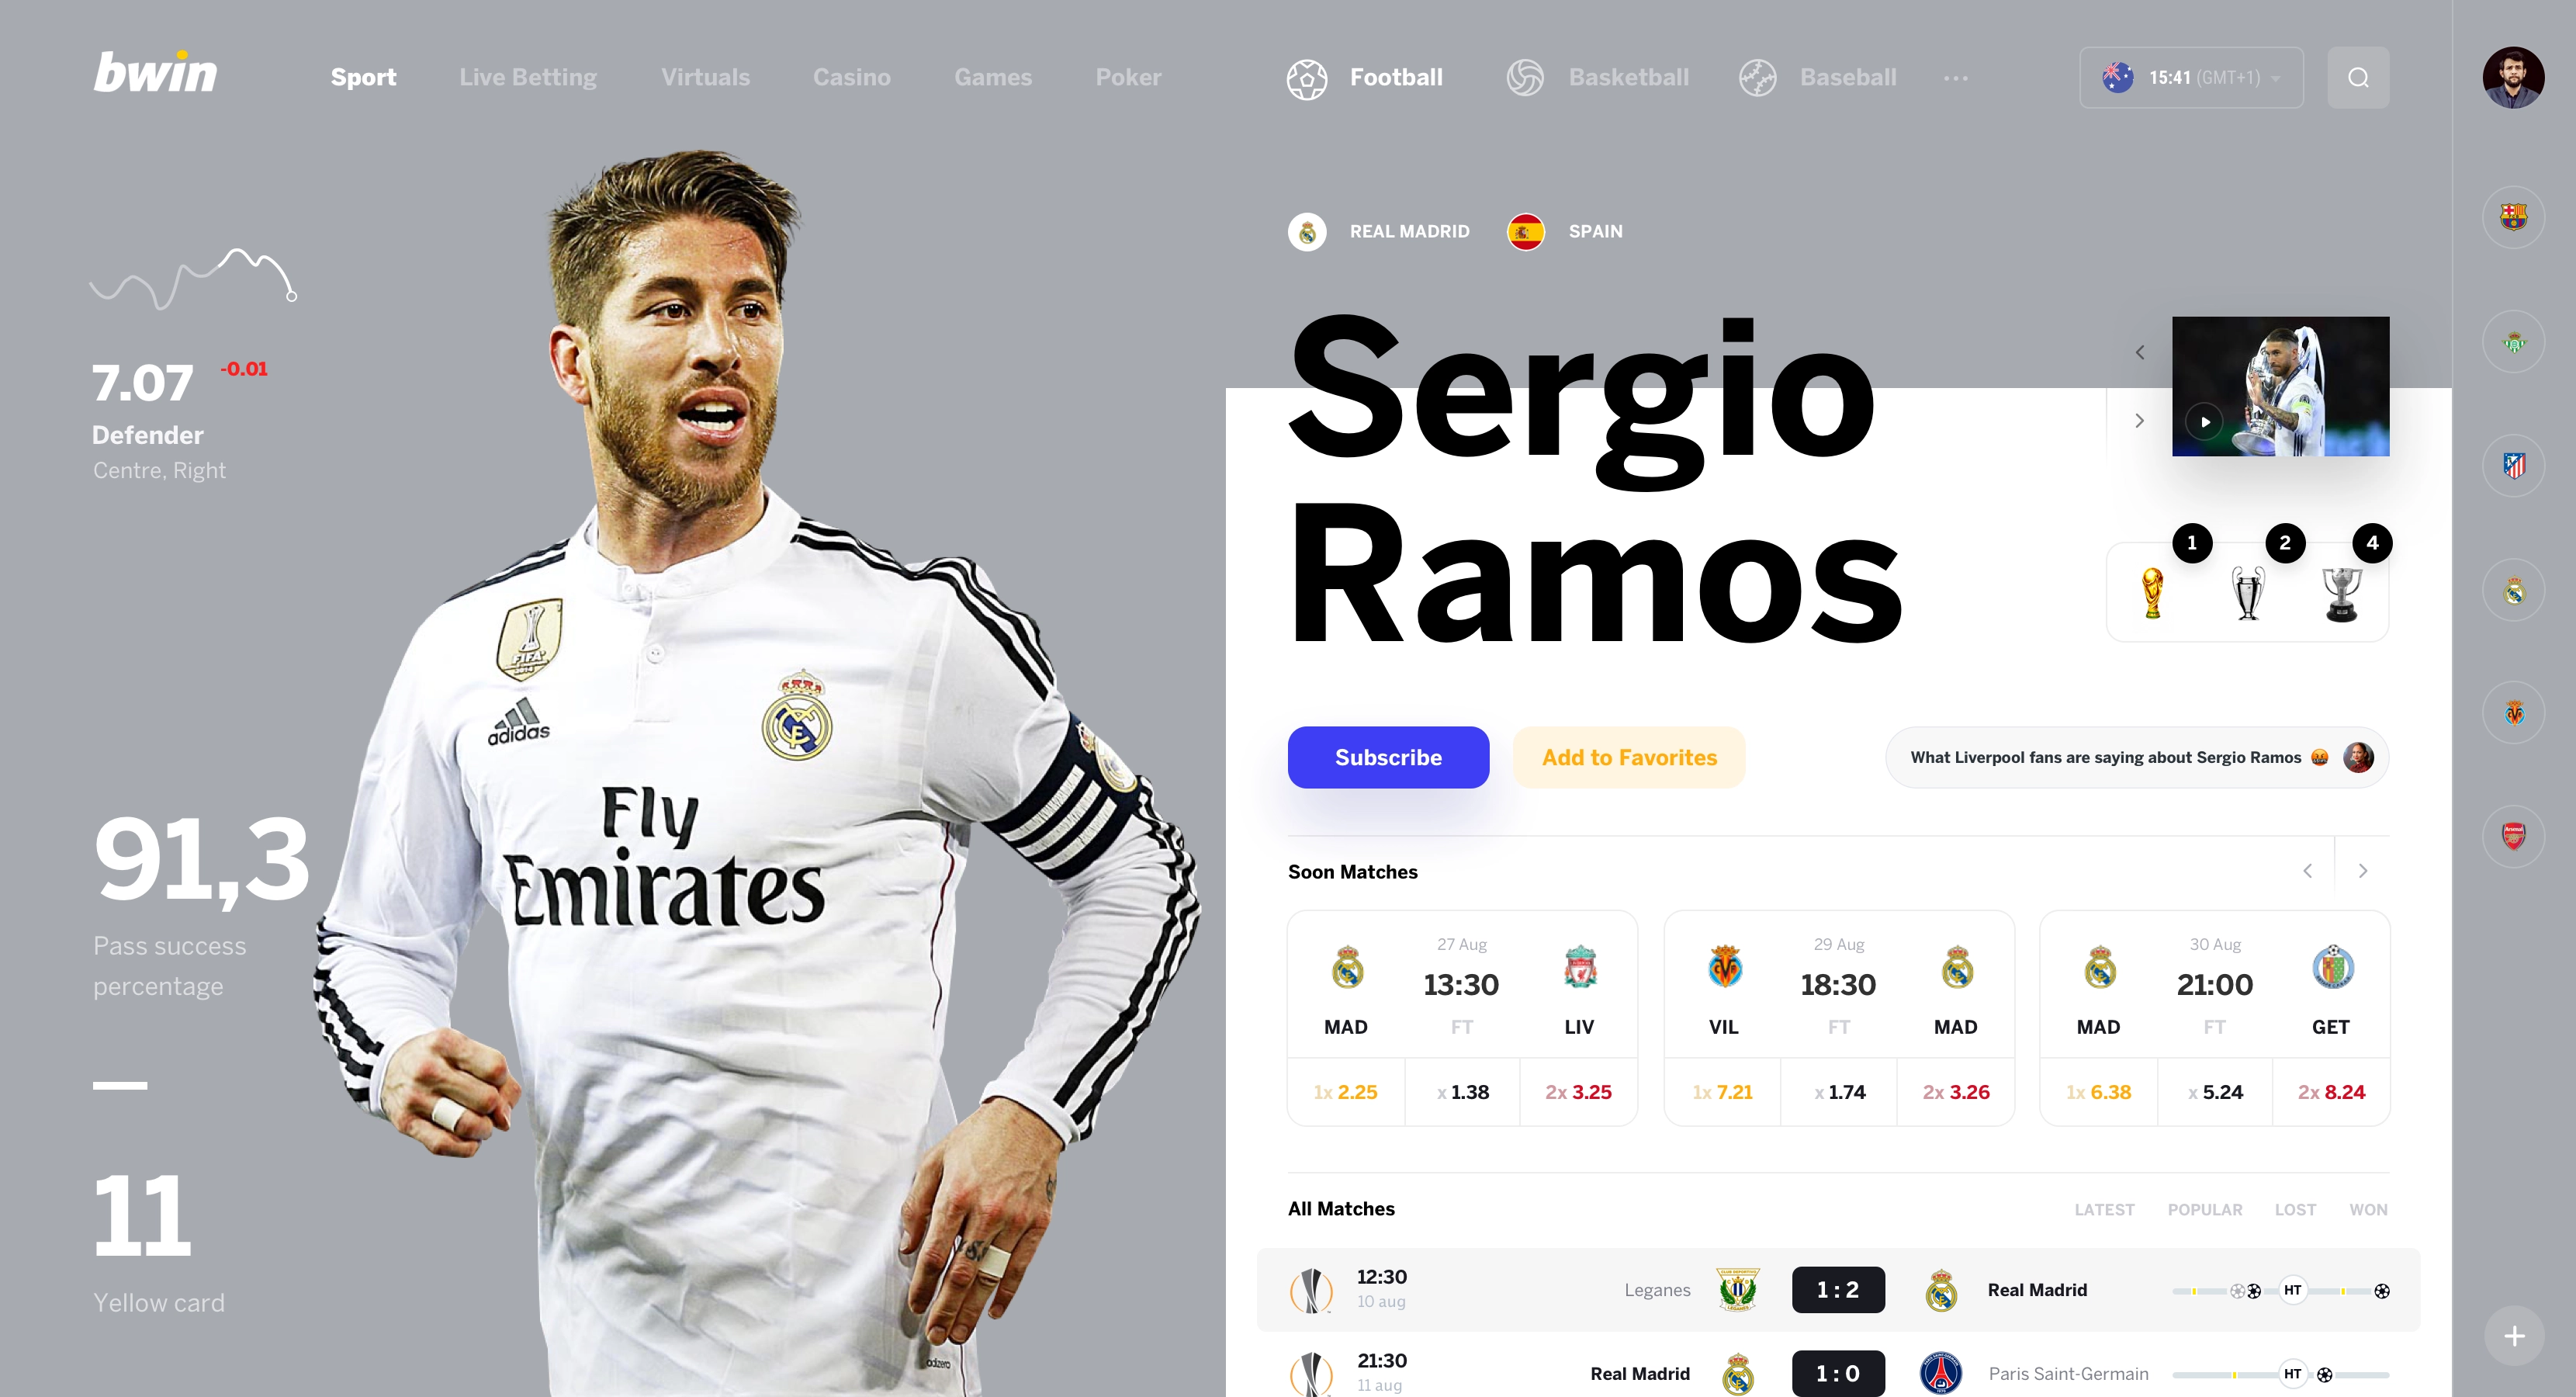 bwin
Sport
Live Betting
Virtuals
Casino
Games
Poker
Football
Basketball
Baseball
15:41 (GMT+1)
REAL MADRID
SPAIN
7.07
-0.01
Defender
Centre, Right
Sergio
Ramos
1
2
4
FIFA
adidas
Fly
Emirates
adizero
91,3
Pass success
percentage
11
Yellow card
Subscribe
Add to Favorites
What Liverpool fans are saying about Sergio Ramos
Arsenal
Soon Matches
27 Aug
13:30
MAD
FT
LIV
1x 2.25
x 1.38
2x 3.25
29 Aug
18:30
VIL
FT
MAD
1x 7.21
x 1.74
2x 3.26
30 Aug
21:00
MAD
FT
GET
1x 6.38
x 5.24
2x 8.24
All Matches
LATEST
POPULAR
LOST
WON
12:30
10 aug
Leganes
1 : 2
Real Madrid
HT
21:30
11 aug
Real Madrid
1 : 0
Paris Saint-Germain
HT